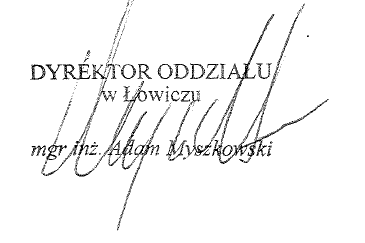 DYREKTOR ODDZIAŁU
w Łowiczu
mgr inż. Adam Myszkowski